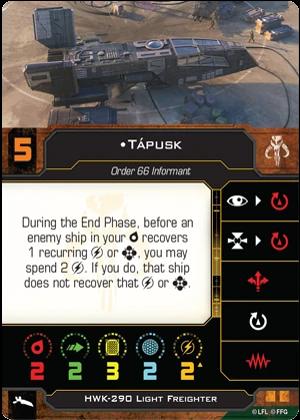 •TÁPUSK
5
Order 66 Informant
During the End Phase, before an
enemy ship in your recovers
1 recurring or , you may
spend 2 . If you do, that ship
does not recover that or .
2 2 3 2 2
HWK-290 LIGHT FREIGHTER
©LFL ©FFG